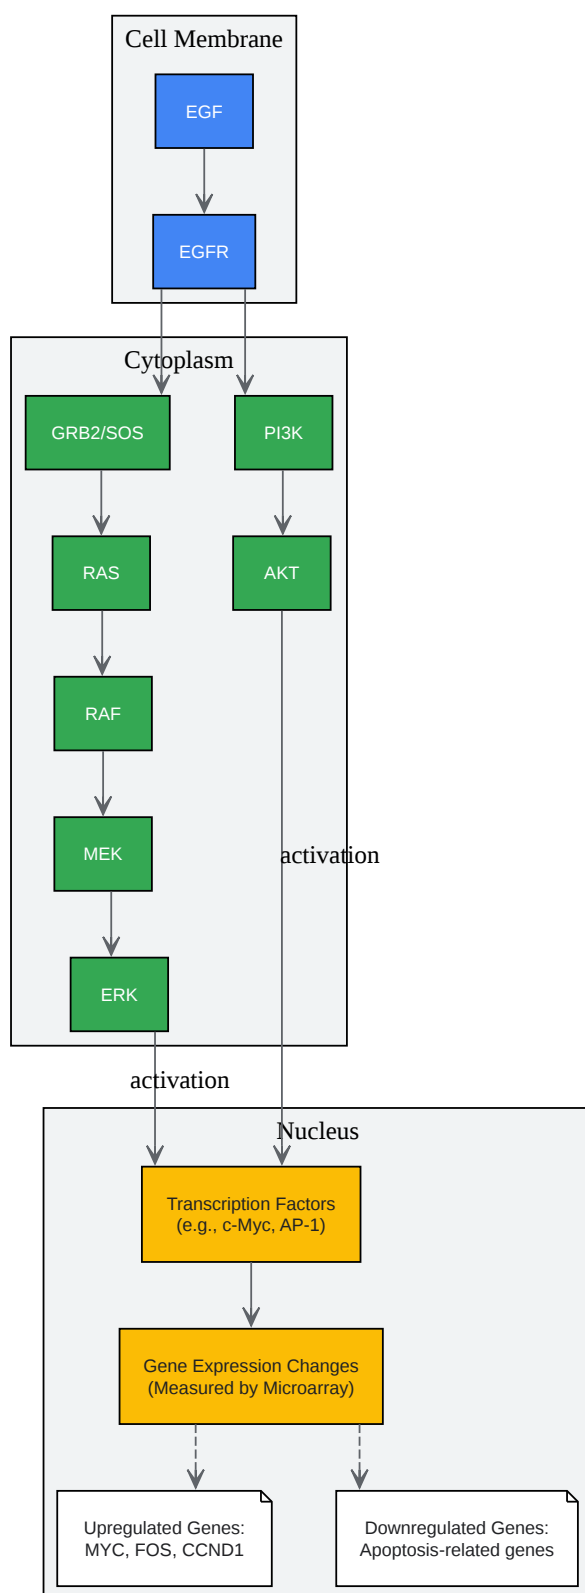 Cell Membrane
EGF
EGFR
Cytoplasm
GRB2/SOS
PI3K
RAS
AKT
RAF
MEK
activation
ERK
activation
Nucleus
Transcription Factors
(e.g., c-Myc, AP-1)
Gene Expression Changes
(Measured by Microarray)
Upregulated Genes:
MYC, FOS, CCND1
Downregulated Genes:
Apoptosis-related genes